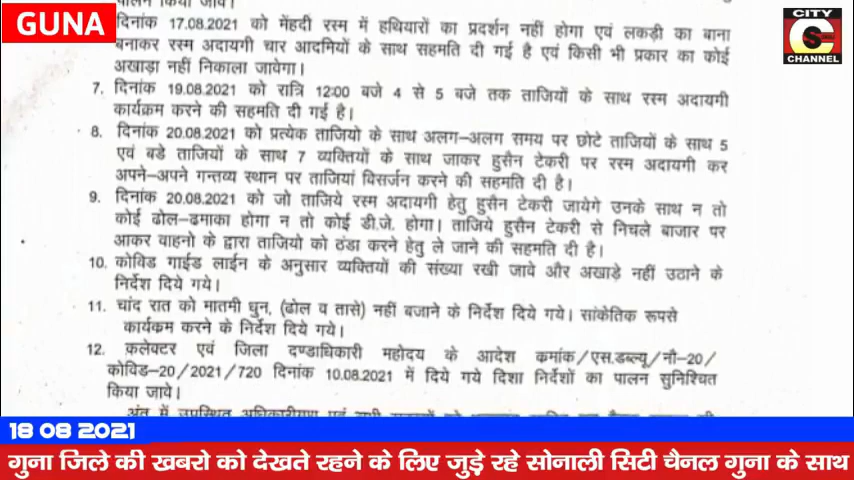 GUNA
CITY
CHANNEL
दिनांक 17.08.2021 को मेंहदी रस्म में हथियारों का प्रदर्शन नहीं होगा एवं लकड़ी का बाना
बनाकर रस्म अदायगी चार आदमियों के साथ सहमति दी गई है एवं किसी भी प्रकार का कोई
अखाड़ा नहीं निकाला जावेगा।
7. दिनांक 19.08.2021 को रात्रि 12:00 बजे 4 से 5 बजे तक ताजियों के साथ रस्म अदायगी
कार्यक्रम करने की सहमति दी गई है।
8. दिनांक 20.08.2021 को प्रत्येक ताजियो के साथ अलग-अलग समय पर छोटे ताजियों के साथ 5
एवं बडे ताजियों के साथ 7 व्यक्तियों के साथ जाकर हुसैन टेकरी पर रस्म अदायगी कर
अपने-अपने गन्तव्य स्थान पर ताजियां विसर्जन करने की सहमति दी है।
9. दिनांक 20.08.2021 को जो ताजिये रस्म अदायगी हेतु हुसैन टेकरी जायेगे उनके साथ न तो
कोई ढोल-ढमाका होगा न तो कोई डी.जे. होगा। ताजिये हुसैन टेकरी से निचले बाजार पर
आकर वाहनो के द्वारा ताजियो को ठंडा करने हेतु ले जाने की सहमति दी है।
10. कोविड गाईड लाईन के अनुसार व्यक्तियों की संख्या रखी जावे और अखाड़े नहीं उठाने के
निर्देश दिये गये।
11. चांद रात को मातमी धुन, (ढोल व तासे) नहीं बजाने के निर्देश दिये गये। सांकेतिक रूपसे
कार्यक्रम करने के निर्देश दिये गये।
12. कलेक्टर एवं जिला दण्डाधिकारी महोदय के आदेश कमांक/एस.डब्ल्यू/नौ-20/
कोविड-20/2021/720 दिनांक 10.08.2021 में दिये गये दिशा निर्देशों का पालन सुनिश्चित
किया जावे।
18 08 2021
गुना जिले की खबरो को देखते रहने के लिए जुड़े रहे सोनाली सिटी चैनल गुना के साथ